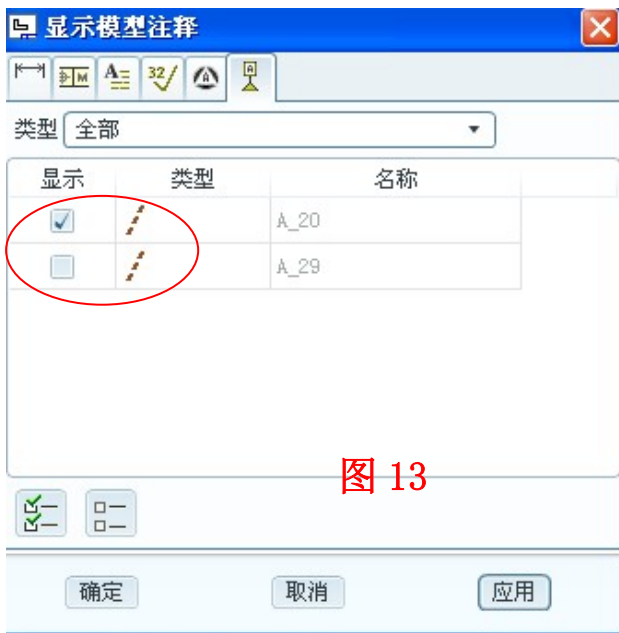 显示模型注释
M A 32 A A
类型 全部
显示 类型 名称
A_20
A_29
图 13
确定 取消 应用